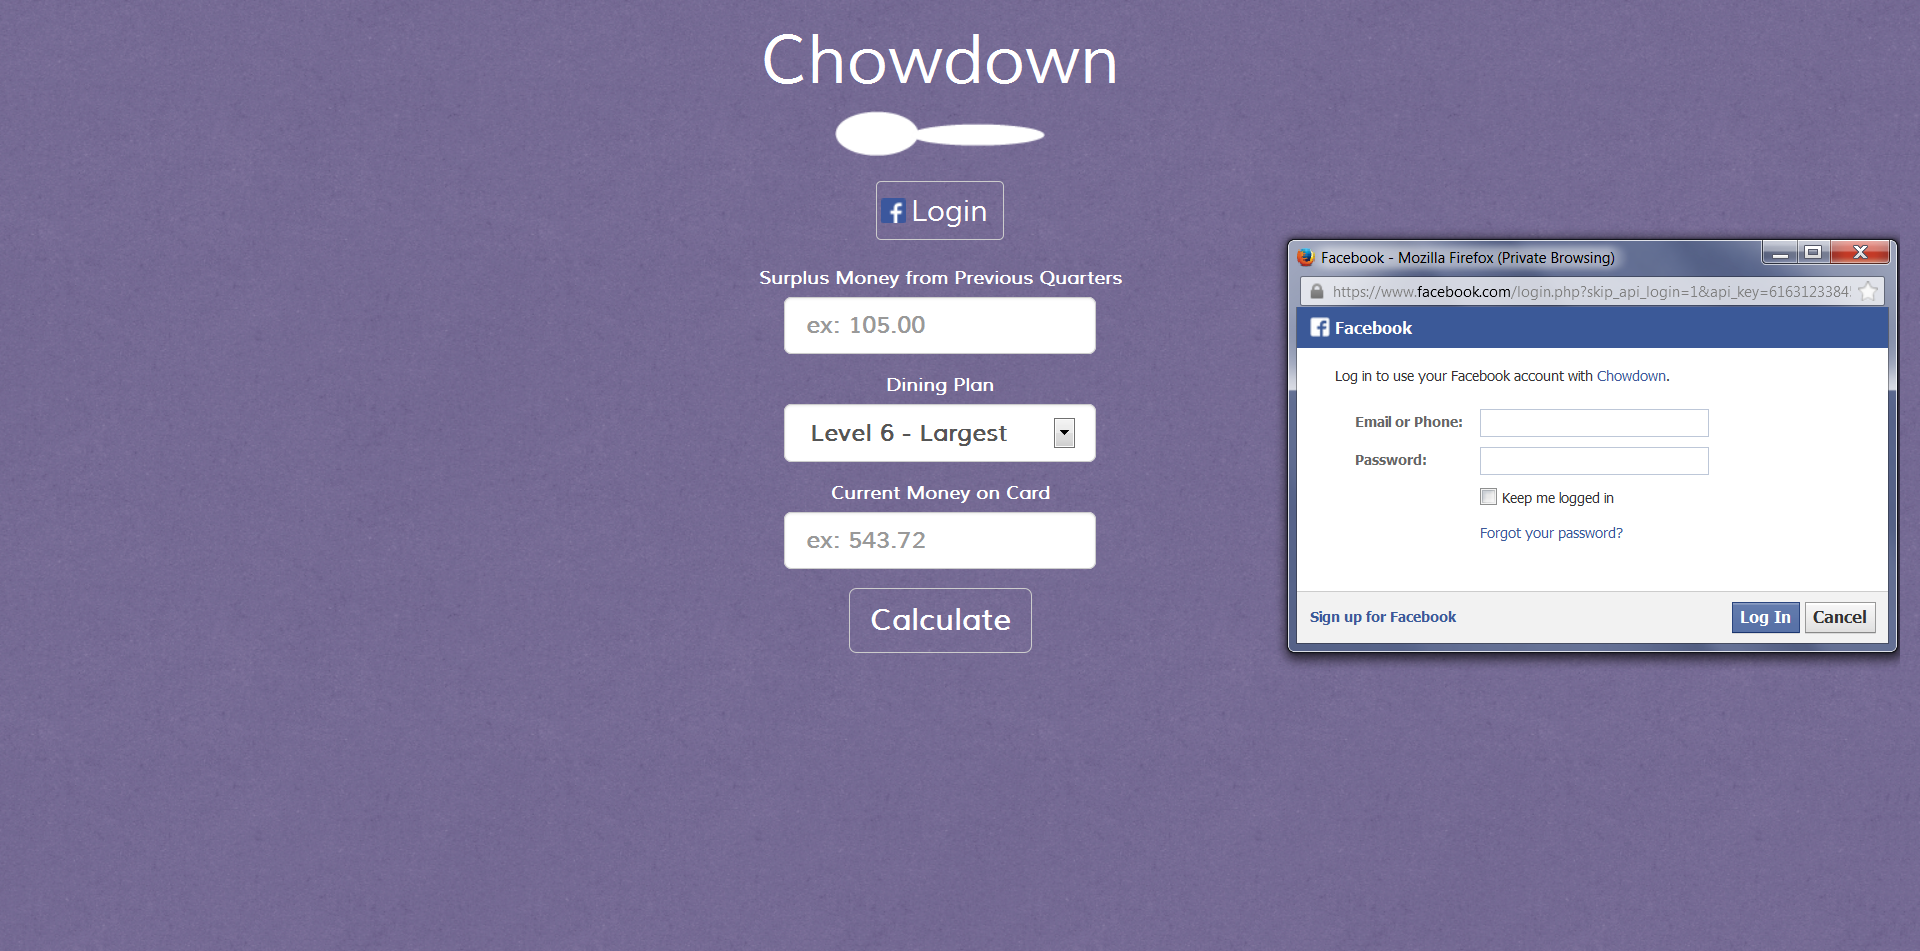 Chowdown
Login
Surplus Money from Previous Quarters
ex: 105.00
Dining Plan
Level 6 - Largest
Current Money on Card
ex: 543.72
Calculate
Facebook - Mozilla Firefox (Private Browsing)
https://www.facebook.com/login.php?skip_api_login=1&api_key=6163123384
Facebook
Log in to use your Facebook account with Chowdown.
Email or Phone:
Password:
Keep me logged in
Forgot your password?
Sign up for Facebook
Log In Cancel